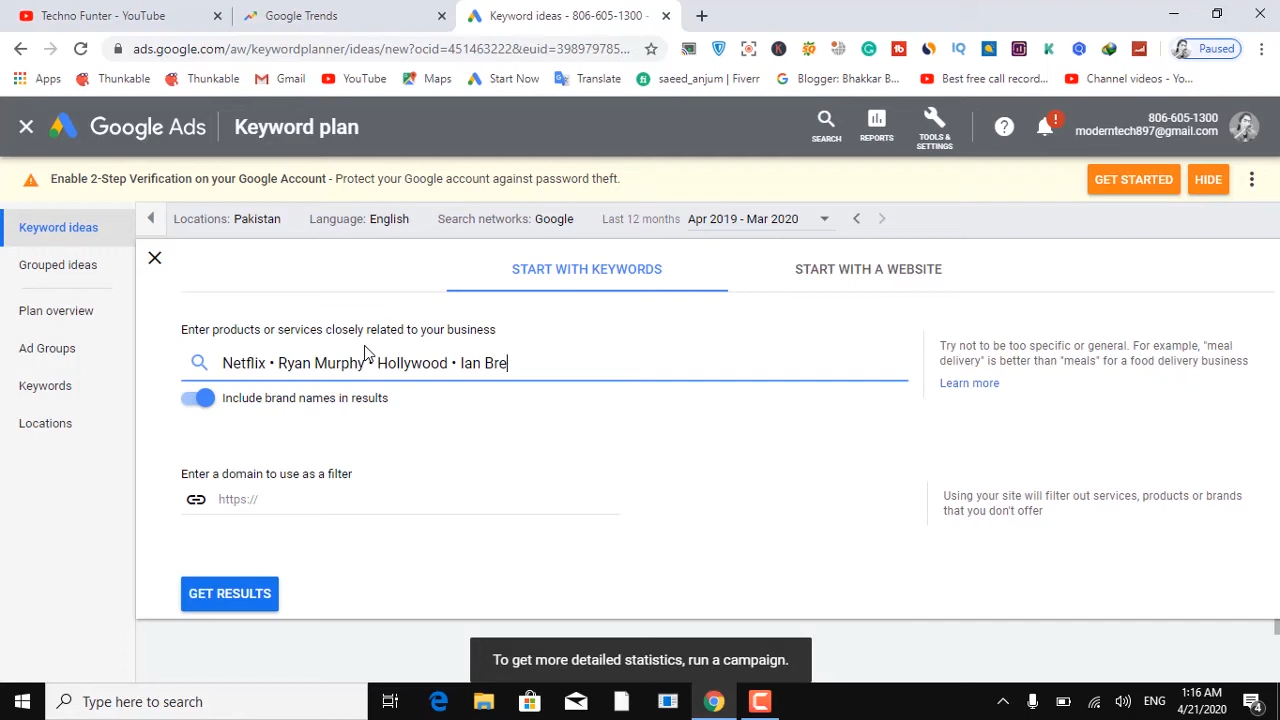 Techno Funter - YouTube
Google Trends
Keyword ideas - 806-605-1300 -
ads.google.com/aw/keywordplanner/ideas/new?ocid=451463222&euid=398979785...
Paused
Apps
Thunkable
Thunkable
Gmail
YouTube
Maps
Start Now
Translate
saeed_anjum | Fiverr
Blogger: Bhakkar B...
Best free call record...
Channel videos - Yo...
Google Ads
Keyword plan
SEARCH
REPORTS
TOOLS & SETTINGS
806-605-1300
moderntech897@gmail.com
Enable 2-Step Verification on your Google Account - Protect your Google account against password theft.
GET STARTED
HIDE
Keyword ideas
Grouped ideas
Plan overview
Ad Groups
Keywords
Locations
Locations: Pakistan
Language: English
Search networks: Google
Last 12 months
Apr 2019 - Mar 2020
START WITH KEYWORDS
START WITH A WEBSITE
Enter products or services closely related to your business
Netflix • Ryan Murphy • Hollywood • Ian Bre
Include brand names in results
Try not to be too specific or general. For example, "meal
delivery" is better than "meals" for a food delivery business
Learn more
Enter a domain to use as a filter
https://
Using your site will filter out services, products or brands
that you don't offer
GET RESULTS
To get more detailed statistics, run a campaign.
Type here to search
ENG
1:16 AM
4/21/2020
4